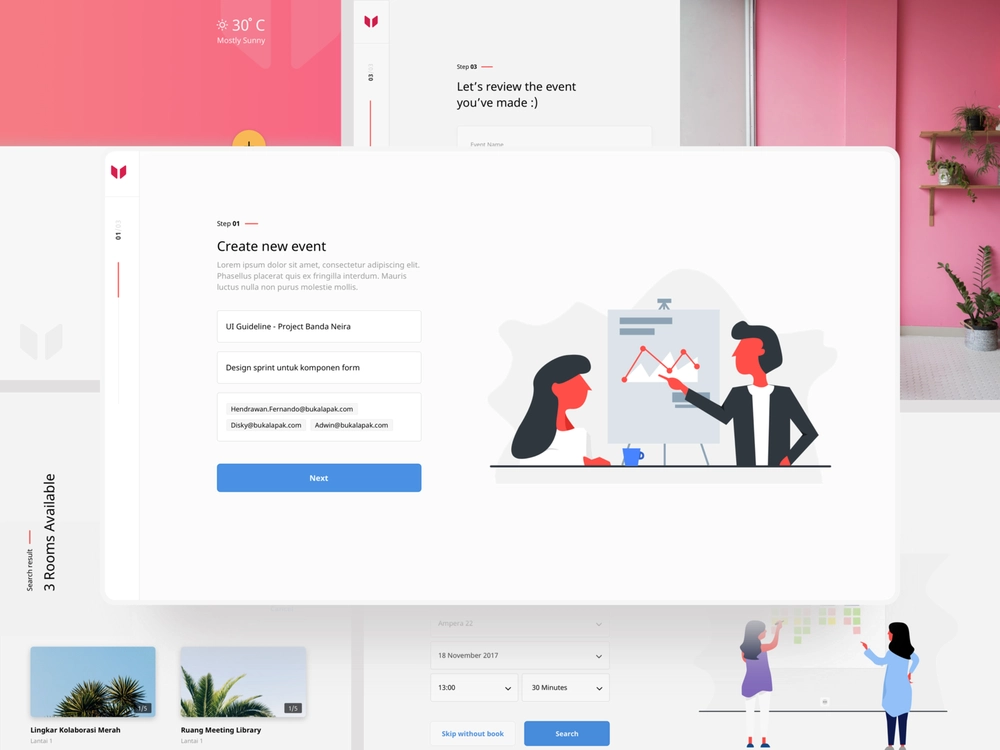 30° C
Mostly Sunny
03/03
Step 03
Let’s review the event
you’ve made :)
Event Name
01/03
Step 01
Create new event
Lorem ipsum dolor sit amet, consectetur adipiscing elit.
Phasellus placerat quis ex fringilla interdum. Mauris
luctus nulla non purus molestie mollis.
UI Guideline - Project Banda Neira
Design sprint untuk komponen form
Hendrawan.Fernando@bukalapak.com
Disky@bukalapak.com Admin@bukalapak.com
Next
Search result
3 Rooms Available
1/5
Lingkar Kolaborasi Merah
Lantai 1
1/5
Ruang Meeting Library
Lantai 1
Ampera 22
18 November 2017
13:00
30 Minutes
Skip without book
Search